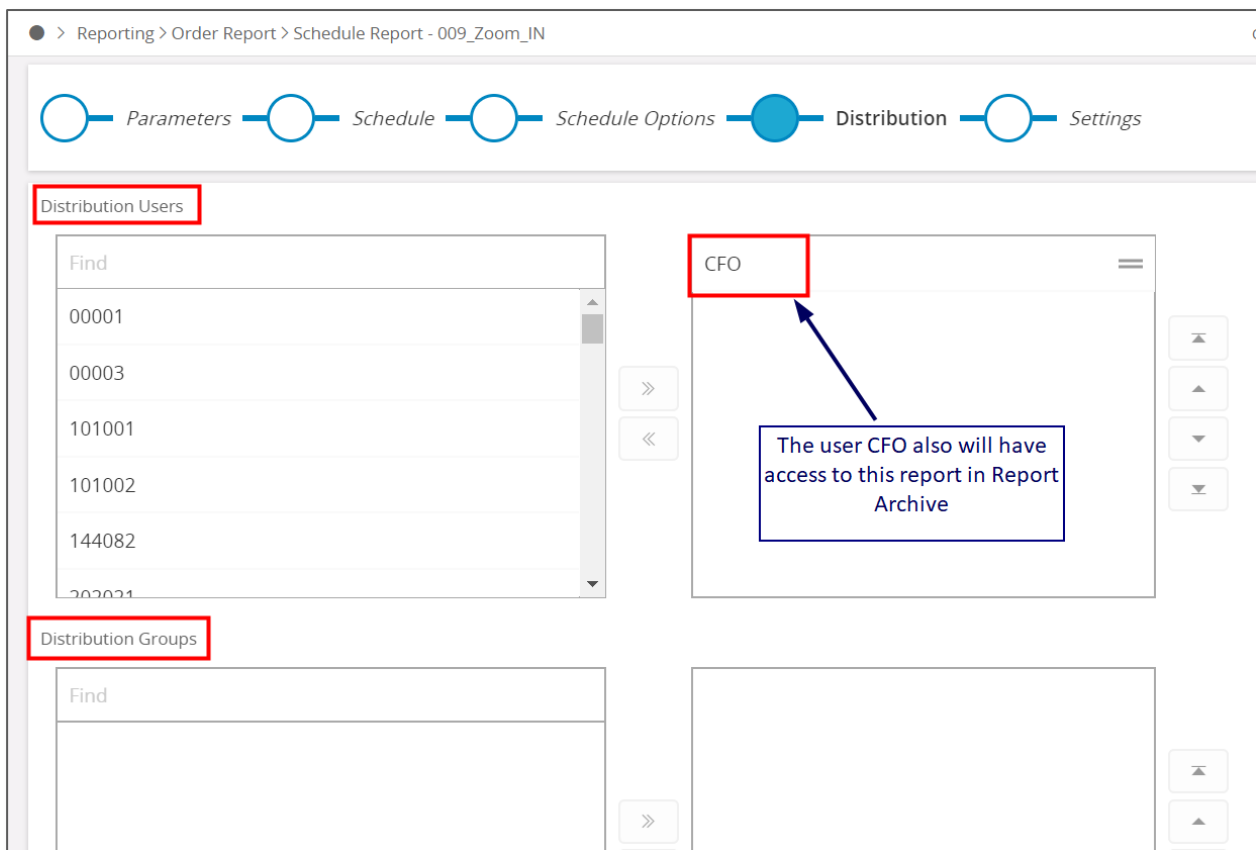 Reporting > Order Report > Schedule Report - 009_Zoom_IN
Parameters Schedule Schedule Options Distribution Settings
Distribution Users
Find
CFO
00001
00003
101001
101002
144082
The user CFO also will have
access to this report in Report
Archive
Distribution Groups
Find